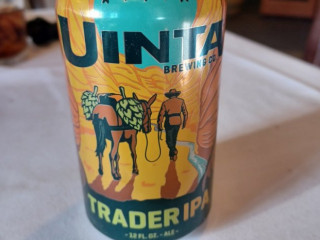 UINTA
BREWING CO.
TRADER IPA
- 12 FL. OZ. - ALE -